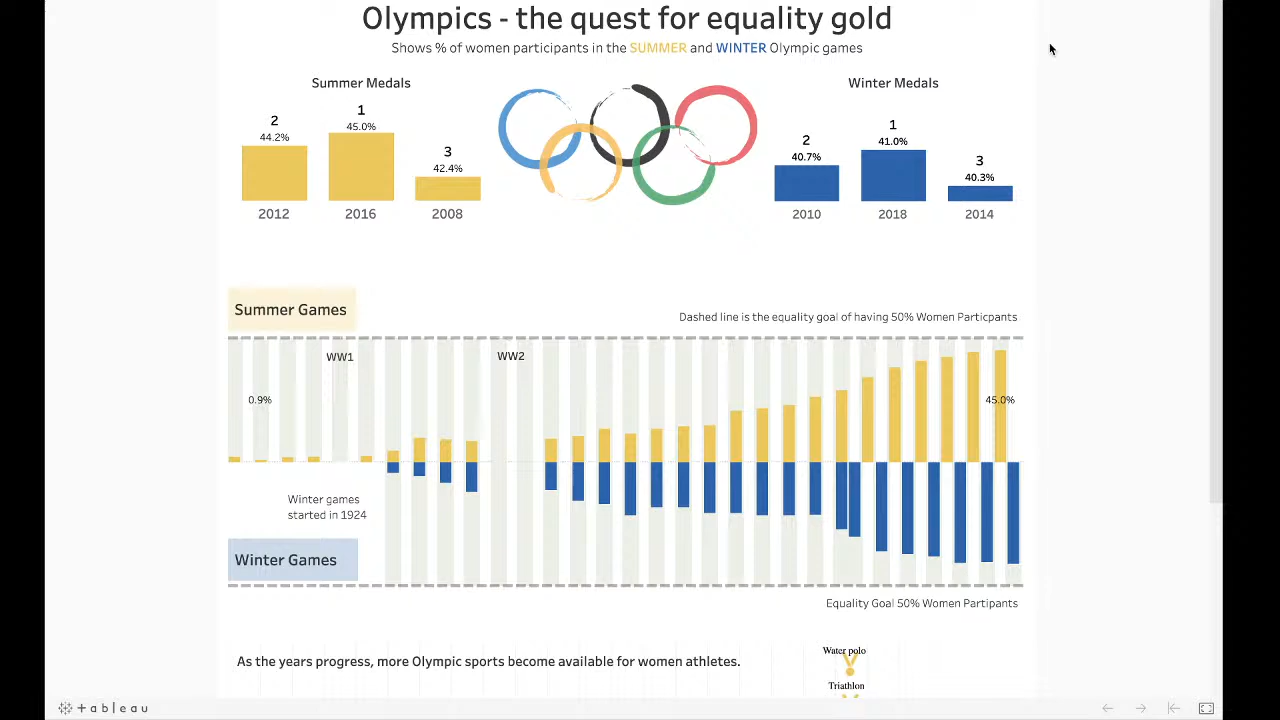 Olympics - the quest for equality gold
Shows % of women participants in the SUMMER and WINTER Olympic games
Summer Medals
2
44.2%
1
45.0%
3
42.4%
2012
2016
2008
Winter Medals
2
40.7%
1
41.0%
3
40.3%
2010
2018
2014
Summer Games
Dashed line is the equality goal of having 50% Women Particpants
WW1
WW2
0.9%
45.0%
Winter games
started in 1924
Winter Games
Equality Goal 50% Women Partipants
As the years progress, more Olympic sports become available for women athletes.
Water polo
Triathlon
+ a b l e a u